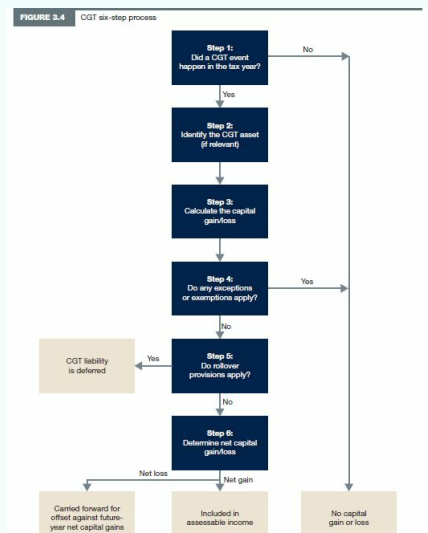 FIGURE 3.4 CGT six-step process
Step 1:
Did a CGT event
happen in the tax year?
No
Yes
Step 2:
Identify the CGT asset
(if relevant)
Step 3:
Calculate the capital
gain/loss
Step 4:
Do any exceptions
or exemptions apply?
Yes
No
CGT liability
is deferred
Yes
Step 5:
Do rollover
provisions apply?
No
Step 6:
Determine net capital
gain/loss
Net loss
Net gain
Carried forward for
offset against future-
year net capital gains
Included in
assessable income
No capital
gain or loss